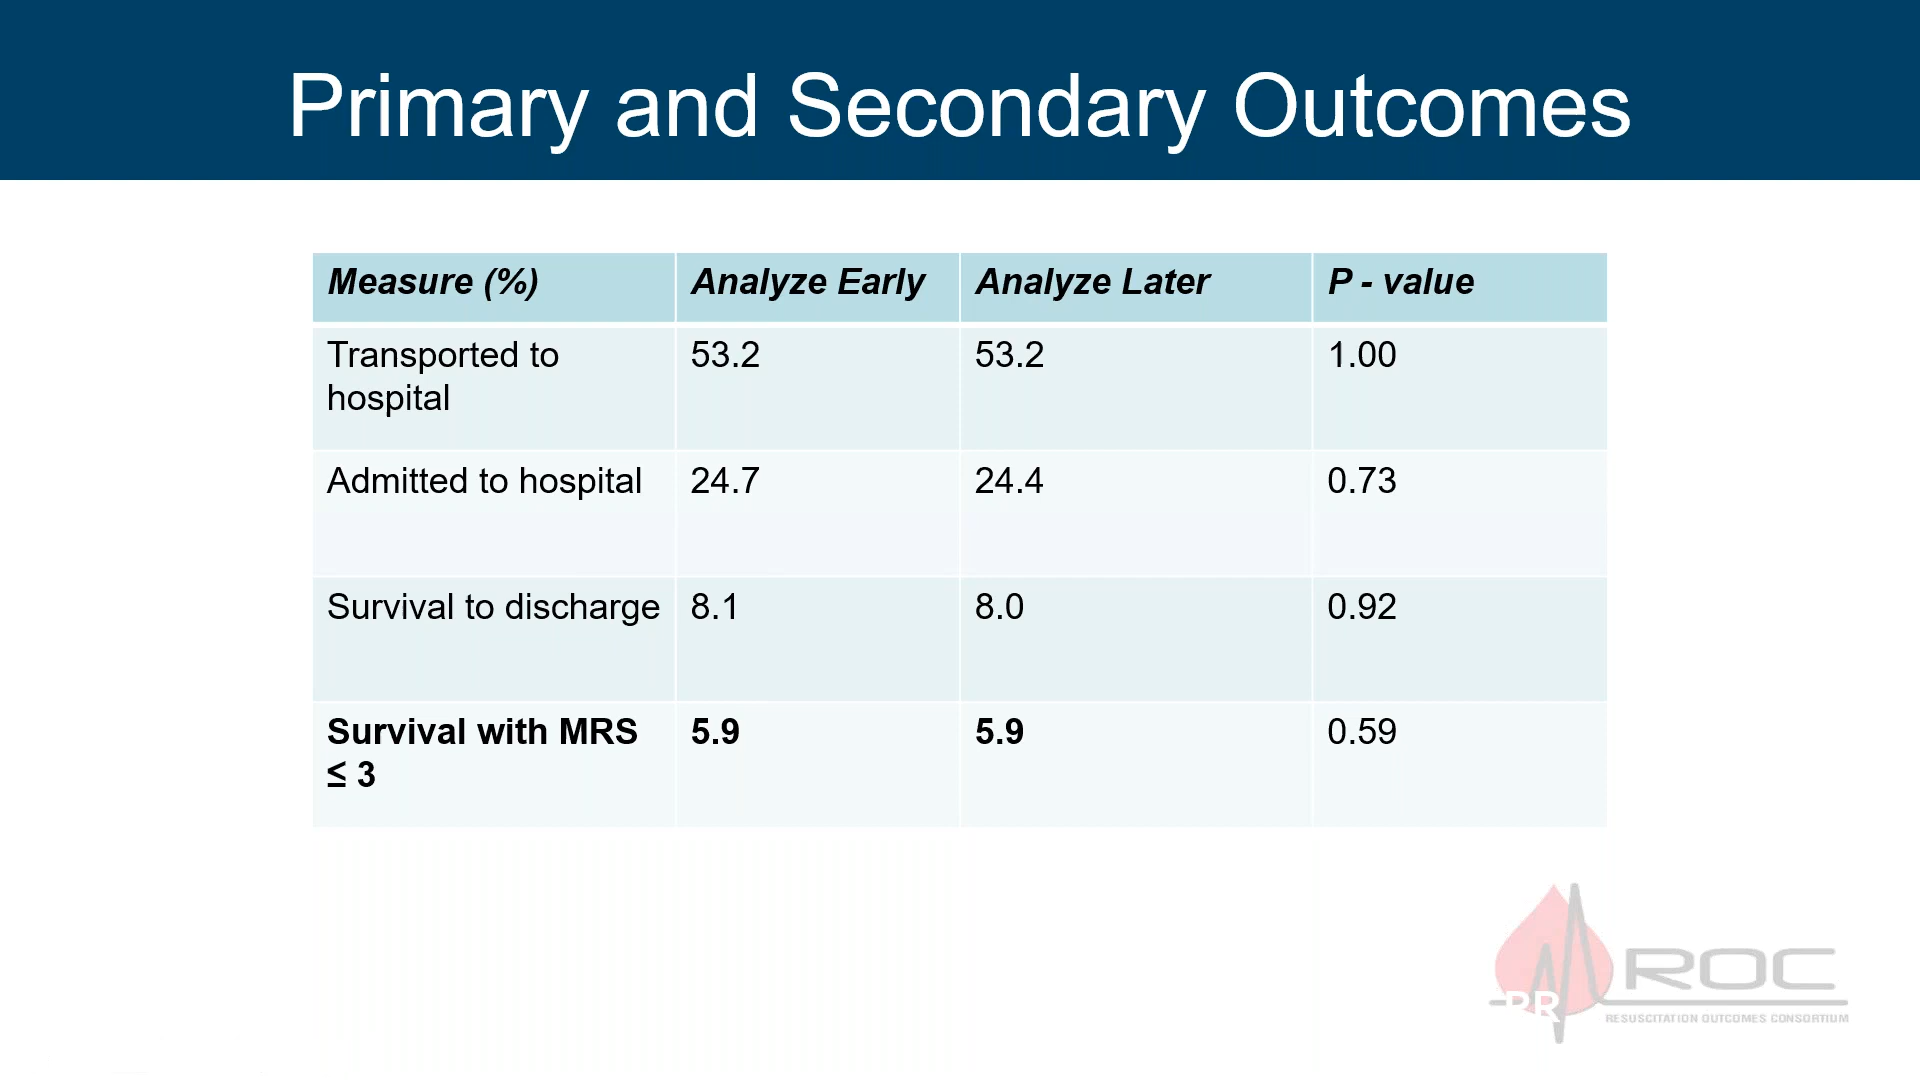 Primary and Secondary Outcomes
Measure (%) Analyze Early Analyze Later P - value
Transported to 53.2 53.2 1.00
hospital
Admitted to hospital 24.7 24.4 0.73
Survival to discharge 8.1 8.0 0.92
Survival with MRS 5.9 5.9 0.59
≤ 3
ROC
PR
RESUSCITATION OUTCOMES CONSORTIUM